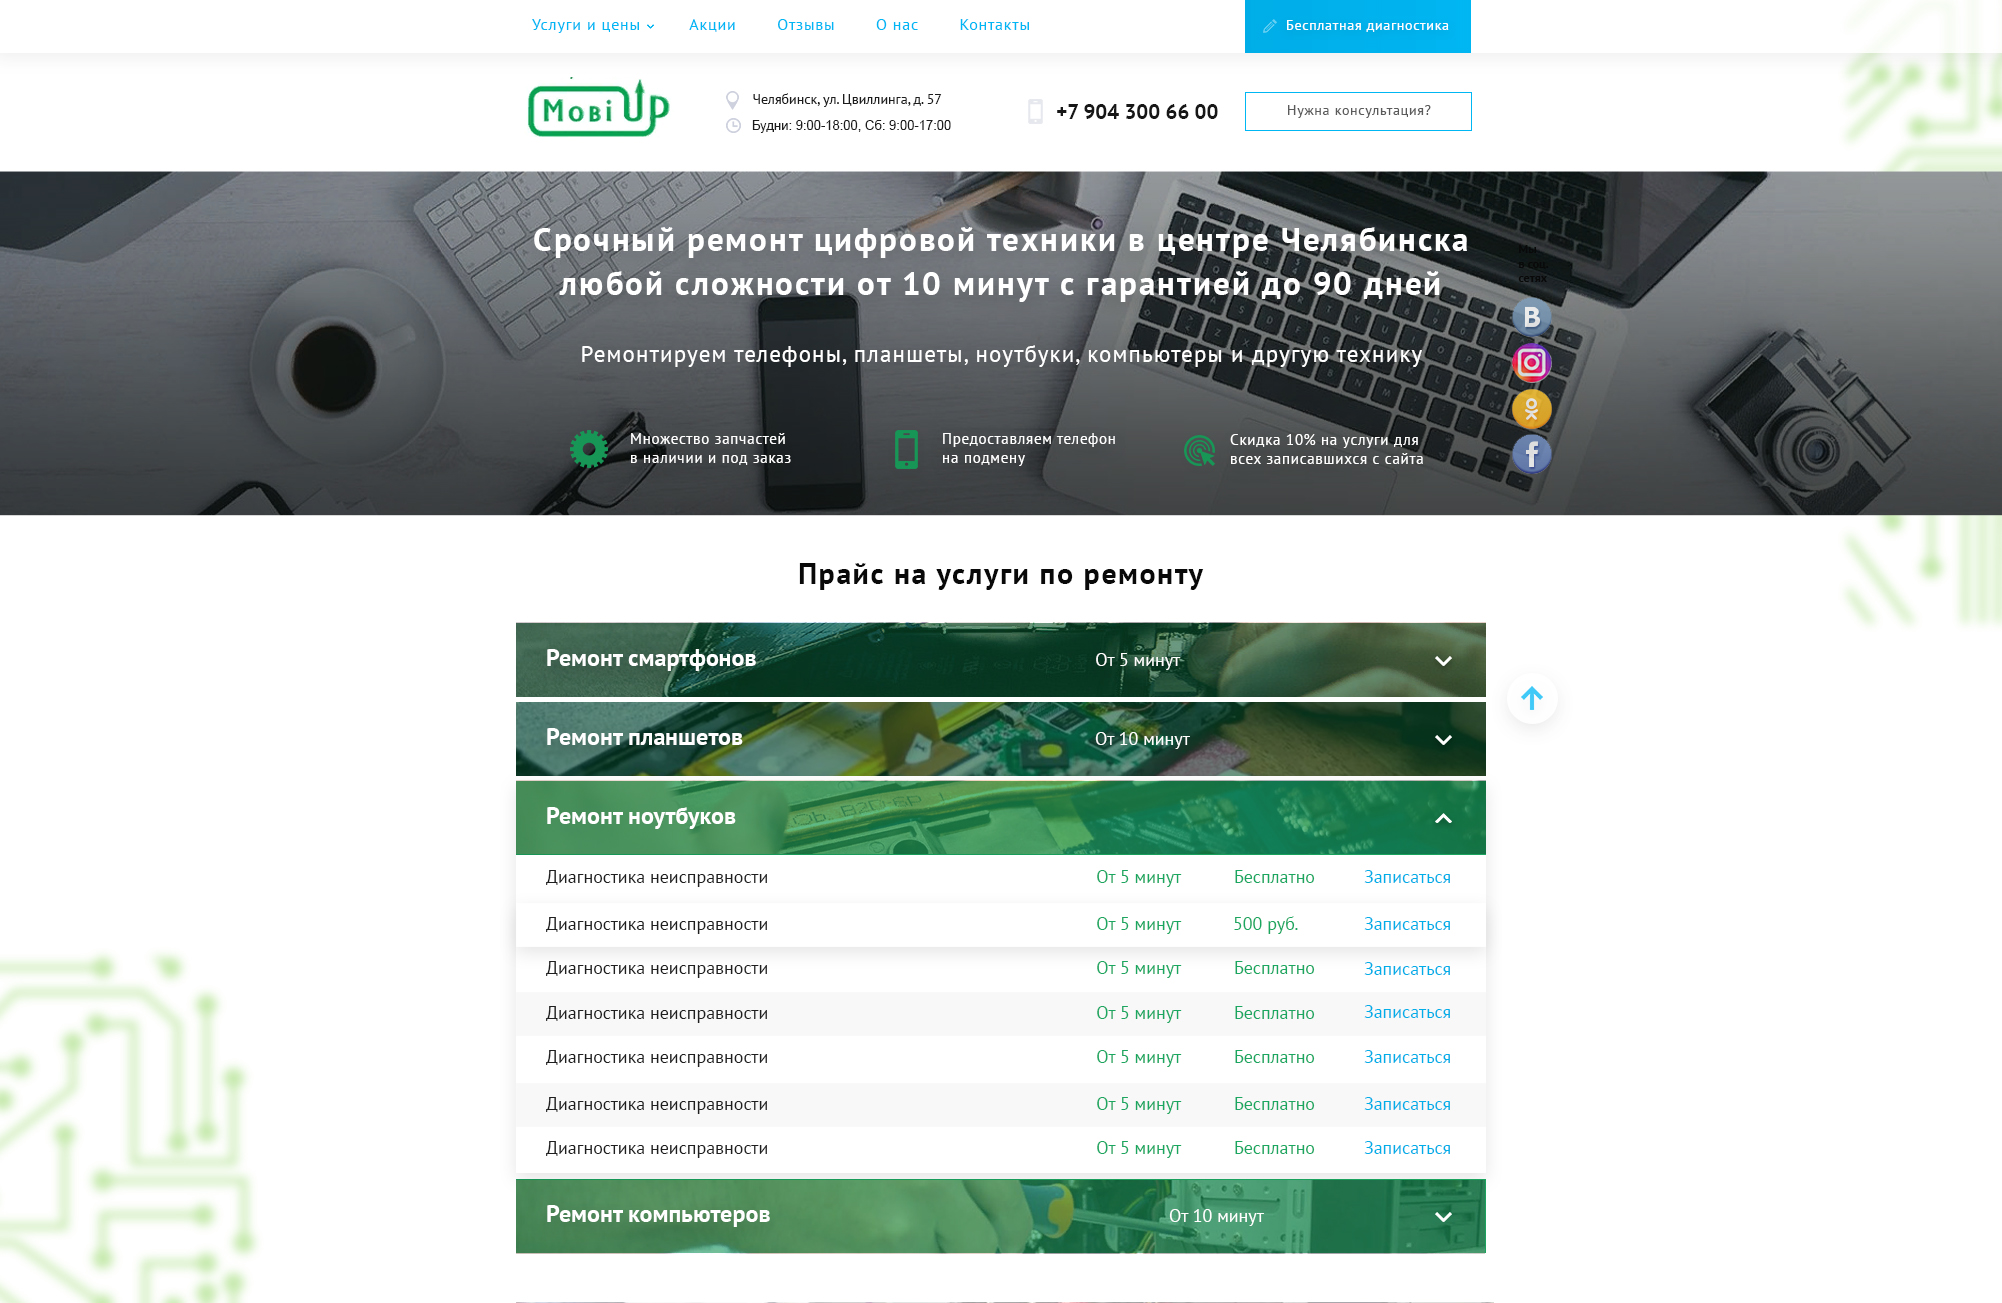 Услуги и цены
Акции
Отзывы
О нас
Контакты
Бесплатная диагностика
Mobi Up
Челябинск, ул. Цвиллинга, д. 57
Будни: 9:00-18:00, Сб: 9:00-17:00
+7 904 300 66 00
Нужна консультация?
Срочный ремонт цифровой техники в центре Челябинска
любой сложности от 10 минут с гарантией до 90 дней
Ремонтируем телефоны, планшеты, ноутбуки, компьютеры и другую технику
Множество запчастей
в наличии и под заказ
Предоставляем телефон
на подмену
Скидка 10% на услуги для
всех записавшихся с сайта
Мы
в соц.
сетях
Прайс на услуги по ремонту
Ремонт смартфонов
От 5 минут
Ремонт планшетов
От 10 минут
Ремонт ноутбуков
Диагностика неисправности От 5 минут Бесплатно Записаться
Диагностика неисправности От 5 минут 500 руб. Записаться
Диагностика неисправности От 5 минут Бесплатно Записаться
Диагностика неисправности От 5 минут Бесплатно Записаться
Диагностика неисправности От 5 минут Бесплатно Записаться
Диагностика неисправности От 5 минут Бесплатно Записаться
Диагностика неисправности От 5 минут Бесплатно Записаться
Ремонт компьютеров
От 10 минут